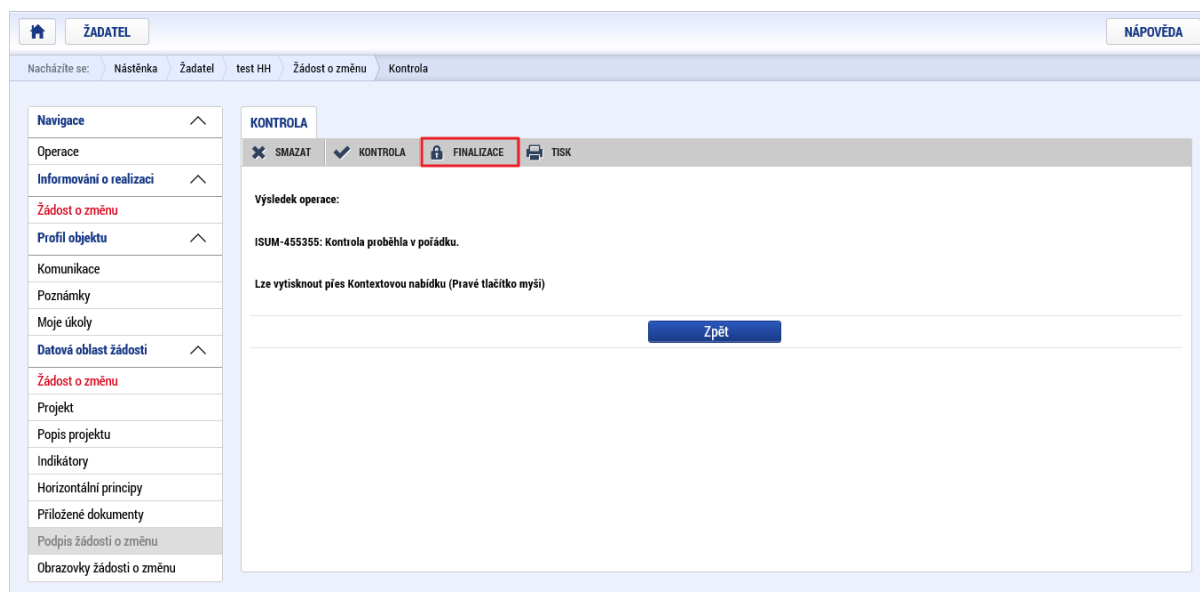 ŽADATEL
NÁPOVĚDA
Nacházíte se: Nástěnka Žadatel test HH Žádost o změnu Kontrola
Navigace
Operace
Informování o realizaci
Žádost o změnu
Profil objektu
Komunikace
Poznámky
Moje úkoly
Datová oblast žádosti
Žádost o změnu
Projekt
Popis projektu
Indikátory
Horizontální principy
Přiložené dokumenty
Podpis žádosti o změnu
Obrazovky žádosti o změnu
KONTROLA
SMAZAT KONTROLA FINALIZACE TISK
Výsledek operace:
ISUM-455355: Kontrola proběhla v pořádku.
Lze vytisknout přes Kontextovou nabídku (Pravé tlačítko myši)
Zpět